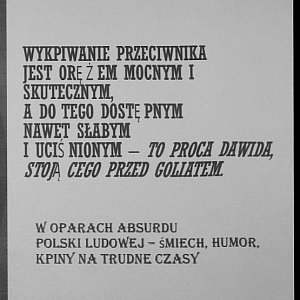 WYKPIWANIE PRZECIWNIKA
JEST ORĘŻEM MOCNYM I
SKUTECZNYM,
A DO TEGO DOSTĘPNYM
NAWET SŁABYM
I UCIŚNIONYM – TO PROCA DAWIDA,
STOJĄCEGO PRZED GOLIATEM.
W OPARACH ABSURDU
POLSKI LUDOWEJ – ŚMIECH, HUMOR,
KPINY NA TRUDNE CZASY